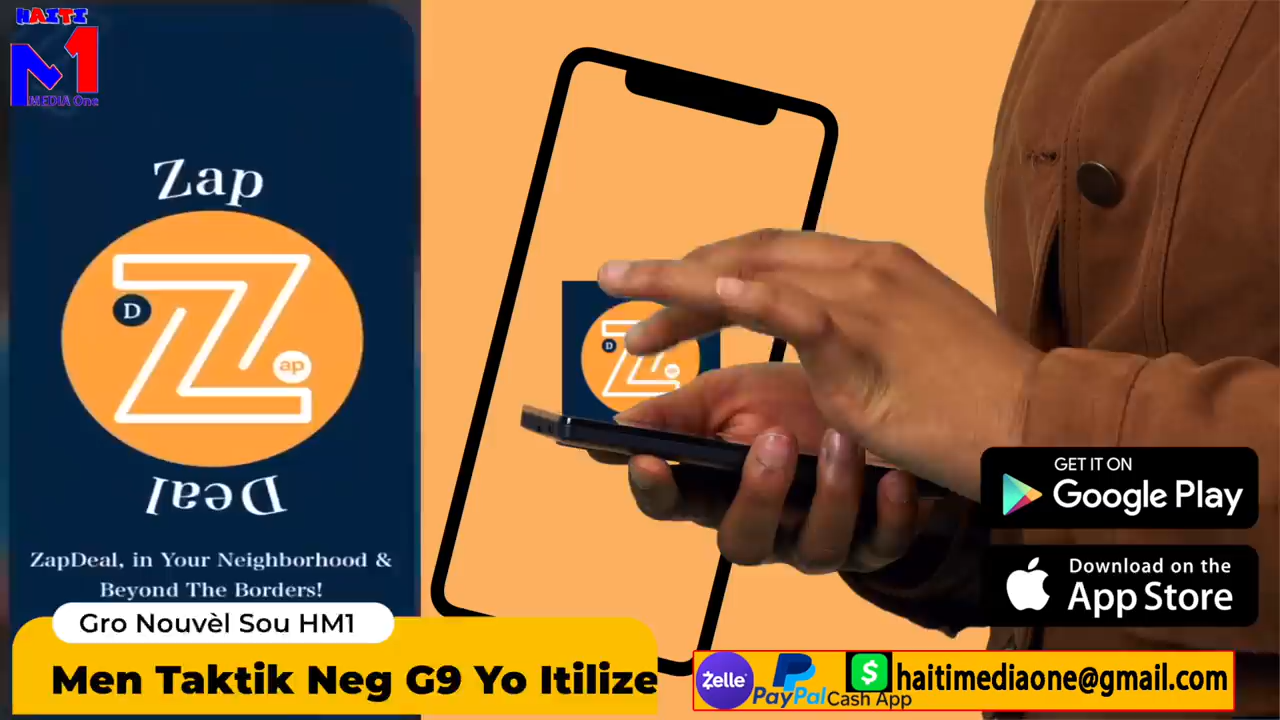 HAITI
M1
MEDIA One
Zap
D
Z
ap
Deal
ZapDeal, in Your Neighborhood &
Beyond The Borders!
D
Z
GET IT ON
Google Play
Download on the
App Store
Gro Nouvèl Sou HM1
Men Taktik Neg G9 Yo Itilize
Zelle
PayPal
$
Cash App
haitimediaone@gmail.com